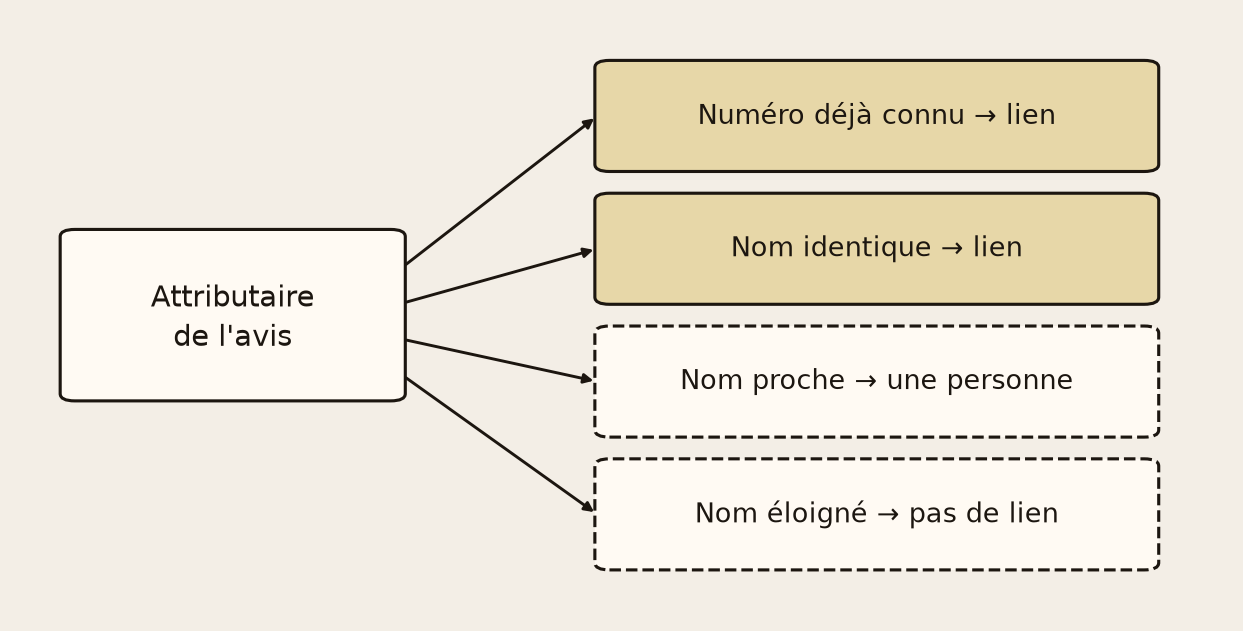 Attributaire
de l'avis
Numéro déjà connu → lien
Nom identique → lien
Nom proche → une personne
Nom éloigné → pas de lien